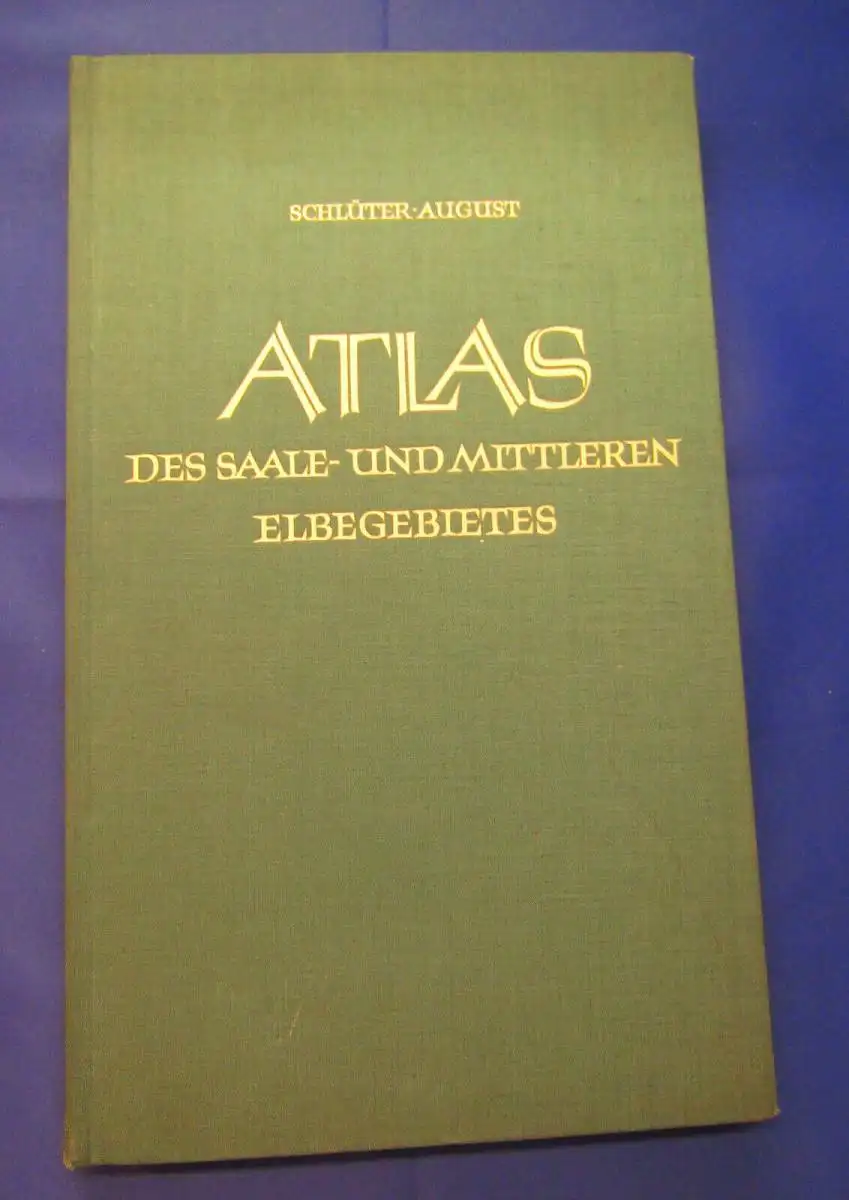 SCHLÜTER·AUGUST
ATLAS
DES SAALE- UND MITTLEREN
ELBEGEBIETES